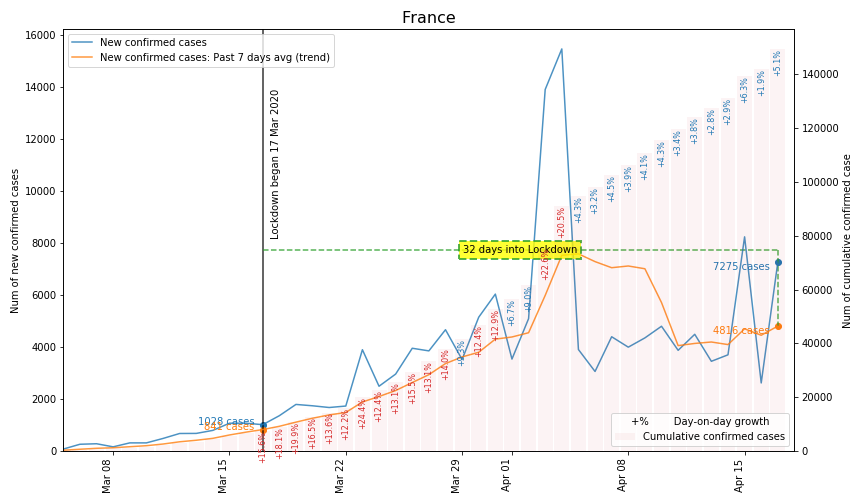 France
New confirmed cases
New confirmed cases: Past 7 days avg (trend)
Num of new confirmed cases
16000
14000
12000
10000
8000
6000
4000
2000
0
140000
120000
100000
80000
60000
40000
20000
0
Num of cumulative confirmed case
Lockdown began 17 Mar 2020
32 days into Lockdown
7275 cases
4816 cases
1028 cases
+18.1%
+19.9%
+16.5%
+13.6%
+12.2%
+24.4%
+12.4%
+13.1%
+15.5%
+13.1%
+14.0%
+12.4%
+12.9%
+6.7%
+9.0%
+22.6%
+20.5%
+4.3%
+3.2%
+4.5%
+3.9%
+4.1%
+4.3%
+3.4%
+3.8%
+2.8%
+2.9%
+6.3%
+1.9%
+5.1%
+% Day-on-day growth
Cumulative confirmed cases
Mar 08
Mar 15
Mar 22
Mar 29
Apr 01
Apr 08
Apr 15